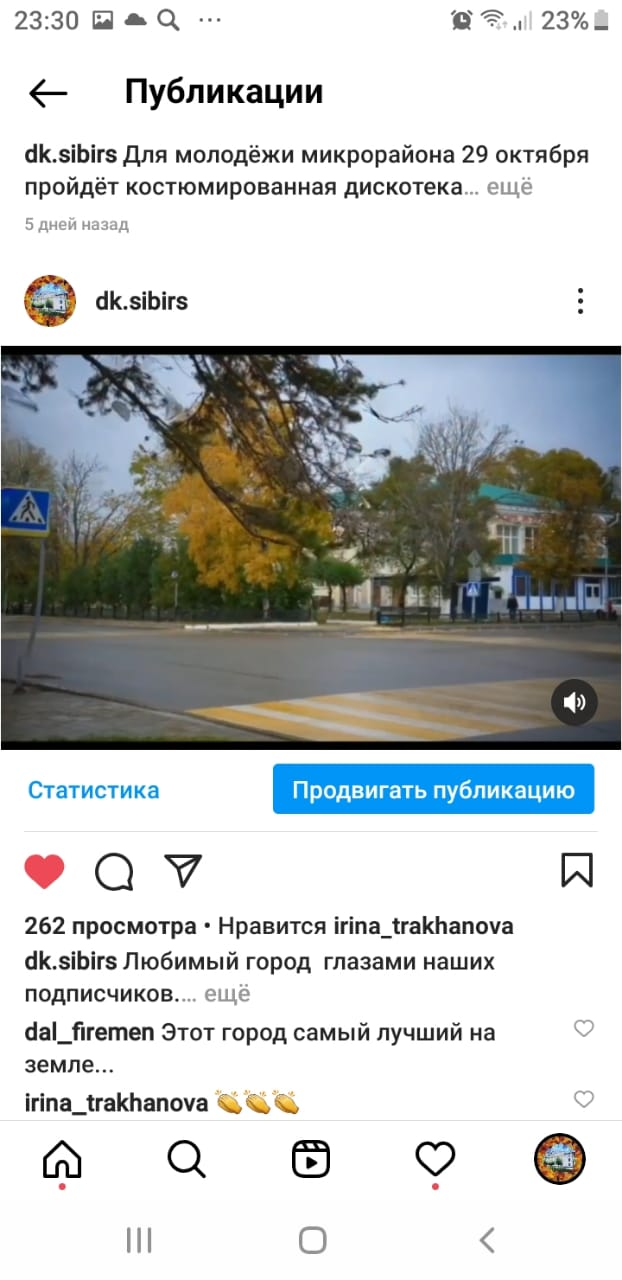 23:30 23%
Публикации
dk.sibirs Для молодёжи микрорайона 29 октября
пройдёт костюмированная дискотека... ещё
5 дней назад
dk.sibirs
Статистика
Продвигать публикацию
262 просмотра • Нравится irina_trakhanova
dk.sibirs Любимый город глазами наших
подписчиков.... ещё
dal_firemen Этот город самый лучший на
земле...
irina_trakhanova 👏👏👏